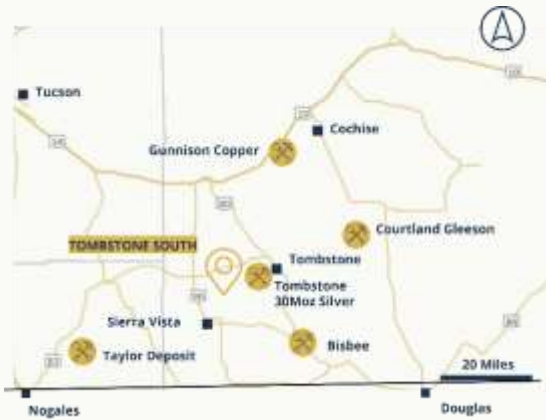 Tucson
Gunnison Copper
Cochise
Courtland Gleeson
TOMBSTONE SOUTH
Tombstone
Tombstone
30Moz Silver
Sierra Vista
Taylor Deposit
Bisbee
20 Miles
Nogales
Douglas